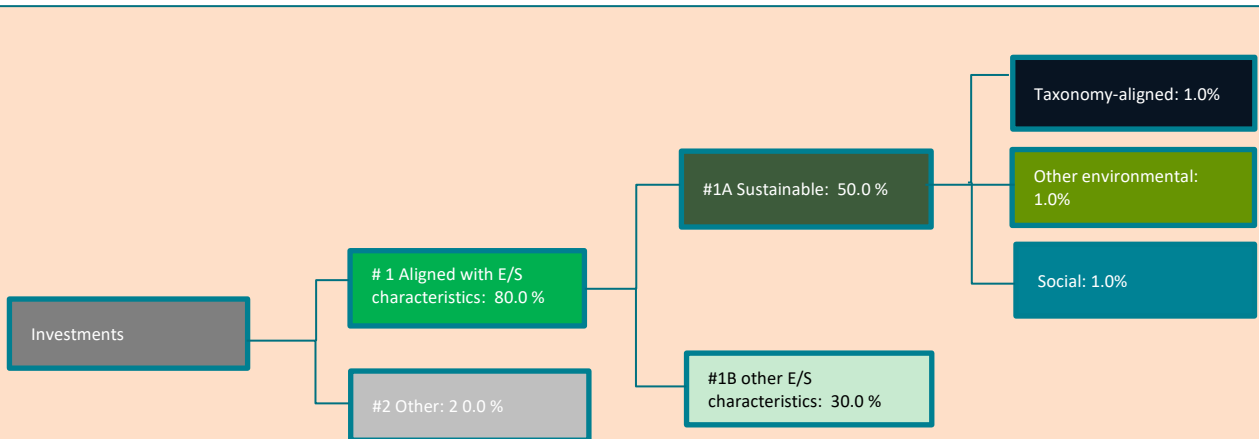 Investments
# 1 Aligned with E/S
characteristics: 80.0 %
#2 Other: 2 0.0 %
#1A Sustainable: 50.0 %
#1B other E/S
characteristics: 30.0 %
Taxonomy-aligned: 1.0%
Other environmental:
1.0%
Social: 1.0%